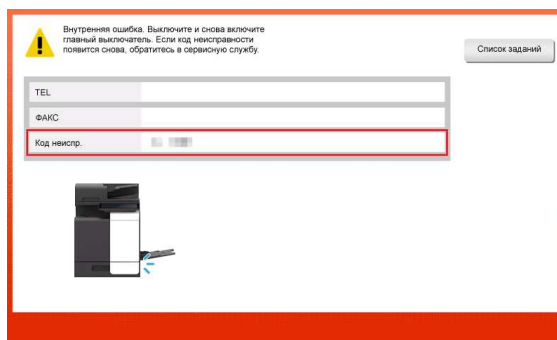 Внутренняя ошибка. Выключите и снова включите
главный выключатель. Если код неисправности
появится снова, обратитесь в сервисную службу.
Список заданий
TEL
ФАКС
Код неиспр.